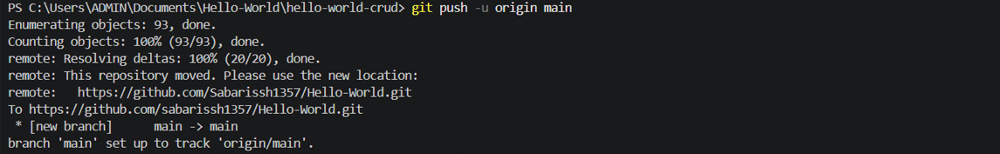 PS C:\Users\ADMIN\Documents\Hello-World\hello-world-crud> git push -u origin main
Enumerating objects: 93, done.
Counting objects: 100% (93/93), done.
remote: Resolving deltas: 100% (20/20), done.
remote: This repository moved. Please use the new location:
remote:   https://github.com/Sabarissh1357/Hello-World.git
To https://github.com/sabarissh1357/Hello-World.git
 * [new branch]      main -> main
branch 'main' set up to track 'origin/main'.